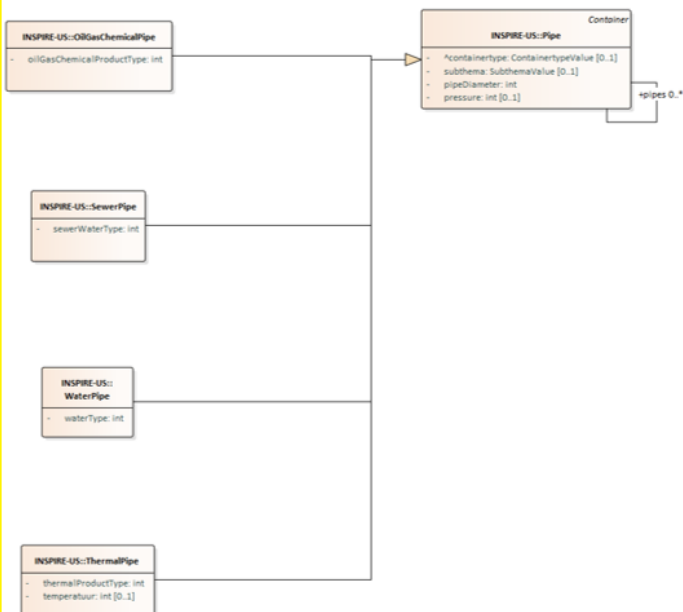 INSPIRE-US::OilGasChemicalPipe
- oilGasChemicalProductType: int
Container
INSPIRE-US::Pipe
- ^containertype: ContainertypeValue [0..1]
- subthema: SubthemaValue [0..1]
- pipeDiameter: int
- pressure: int [0..1]
+pipes 0..*
INSPIRE-US::SewerPipe
- sewerWaterType: int
INSPIRE-US::
WaterPipe
- waterType: int
INSPIRE-US::ThermalPipe
- thermalProductType: int
- temperatuur: int [0..1]